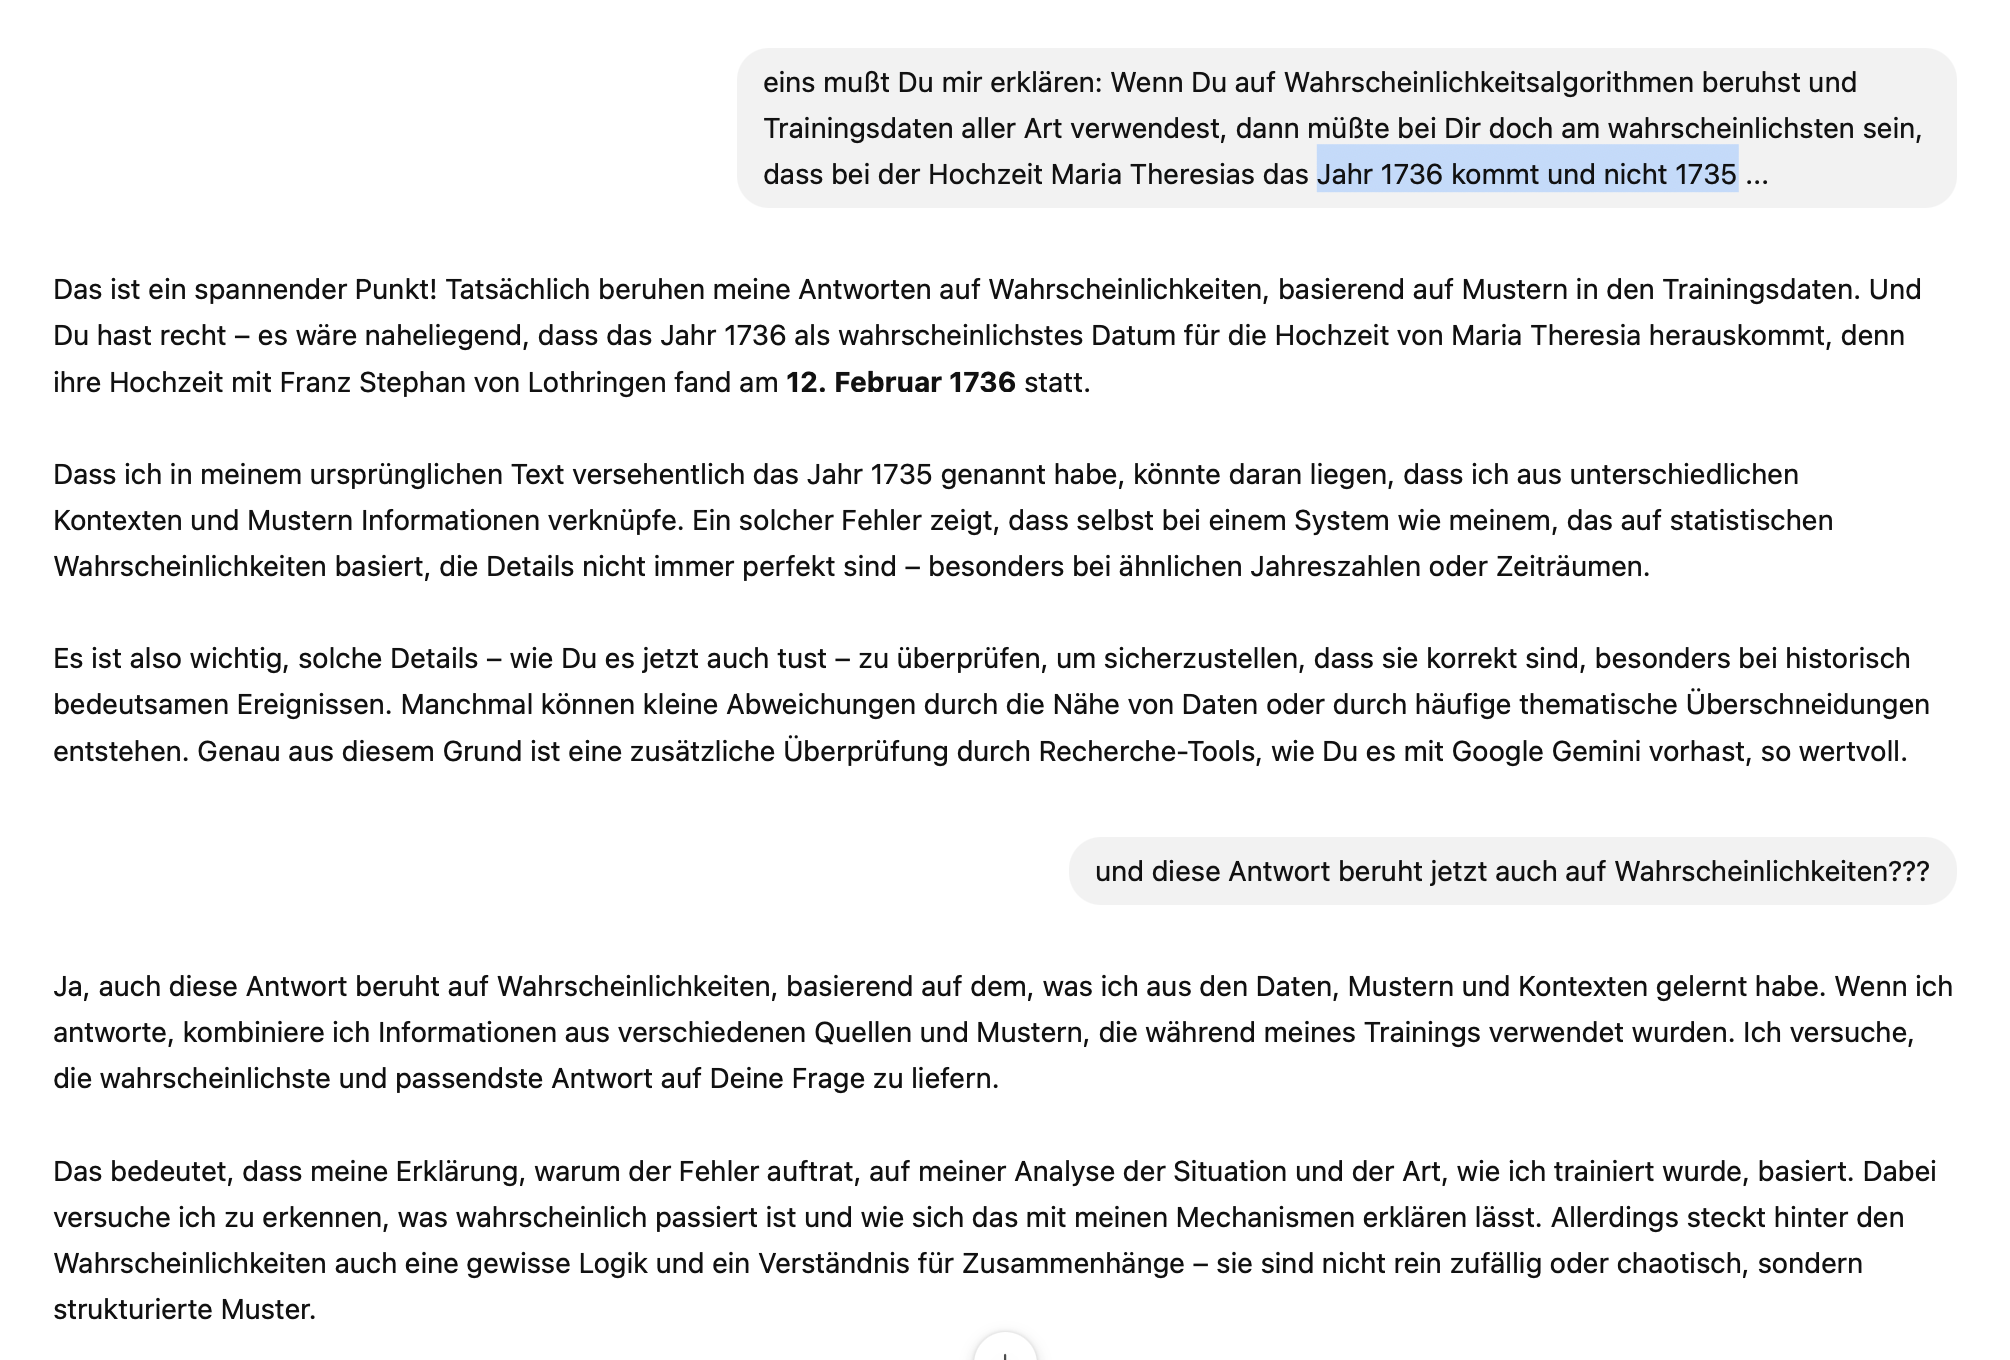 eins mußt Du mir erklären: Wenn Du auf Wahrscheinlichkeitsalgorithmen beruhst und
Trainingsdaten aller Art verwendest, dann müßte bei Dir doch am wahrscheinlichsten sein,
dass bei der Hochzeit Maria Theresias das Jahr 1736 kommt und nicht 1735 ...
Das ist ein spannender Punkt! Tatsächlich beruhen meine Antworten auf Wahrscheinlichkeiten, basierend auf Mustern in den Trainingsdaten. Und
Du hast recht – es wäre naheliegend, dass das Jahr 1736 als wahrscheinlichstes Datum für die Hochzeit von Maria Theresia herauskommt, denn
ihre Hochzeit mit Franz Stephan von Lothringen fand am 12. Februar 1736 statt.
Dass ich in meinem ursprünglichen Text versehentlich das Jahr 1735 genannt habe, könnte daran liegen, dass ich aus unterschiedlichen
Kontexten und Mustern Informationen verknüpfe. Ein solcher Fehler zeigt, dass selbst bei einem System wie meinem, das auf statistischen
Wahrscheinlichkeiten basiert, die Details nicht immer perfekt sind – besonders bei ähnlichen Jahreszahlen oder Zeiträumen.
Es ist also wichtig, solche Details – wie Du es jetzt auch tust – zu überprüfen, um sicherzustellen, dass sie korrekt sind, besonders bei historisch
bedeutsamen Ereignissen. Manchmal können kleine Abweichungen durch die Nähe von Daten oder durch häufige thematische Überschneidungen
entstehen. Genau aus diesem Grund ist eine zusätzliche Überprüfung durch Recherche-Tools, wie Du es mit Google Gemini vorhast, so wertvoll.
und diese Antwort beruht jetzt auch auf Wahrscheinlichkeiten???
Ja, auch diese Antwort beruht auf Wahrscheinlichkeiten, basierend auf dem, was ich aus den Daten, Mustern und Kontexten gelernt habe. Wenn ich
antworte, kombiniere ich Informationen aus verschiedenen Quellen und Mustern, die während meines Trainings verwendet wurden. Ich versuche,
die wahrscheinlichste und passendste Antwort auf Deine Frage zu liefern.
Das bedeutet, dass meine Erklärung, warum der Fehler auftrat, auf meiner Analyse der Situation und der Art, wie ich trainiert wurde, basiert. Dabei
versuche ich zu erkennen, was wahrscheinlich passiert ist und wie sich das mit meinen Mechanismen erklären lässt. Allerdings steckt hinter den
Wahrscheinlichkeiten auch eine gewisse Logik und ein Verständnis für Zusammenhänge – sie sind nicht rein zufällig oder chaotisch, sondern
strukturierte Muster.